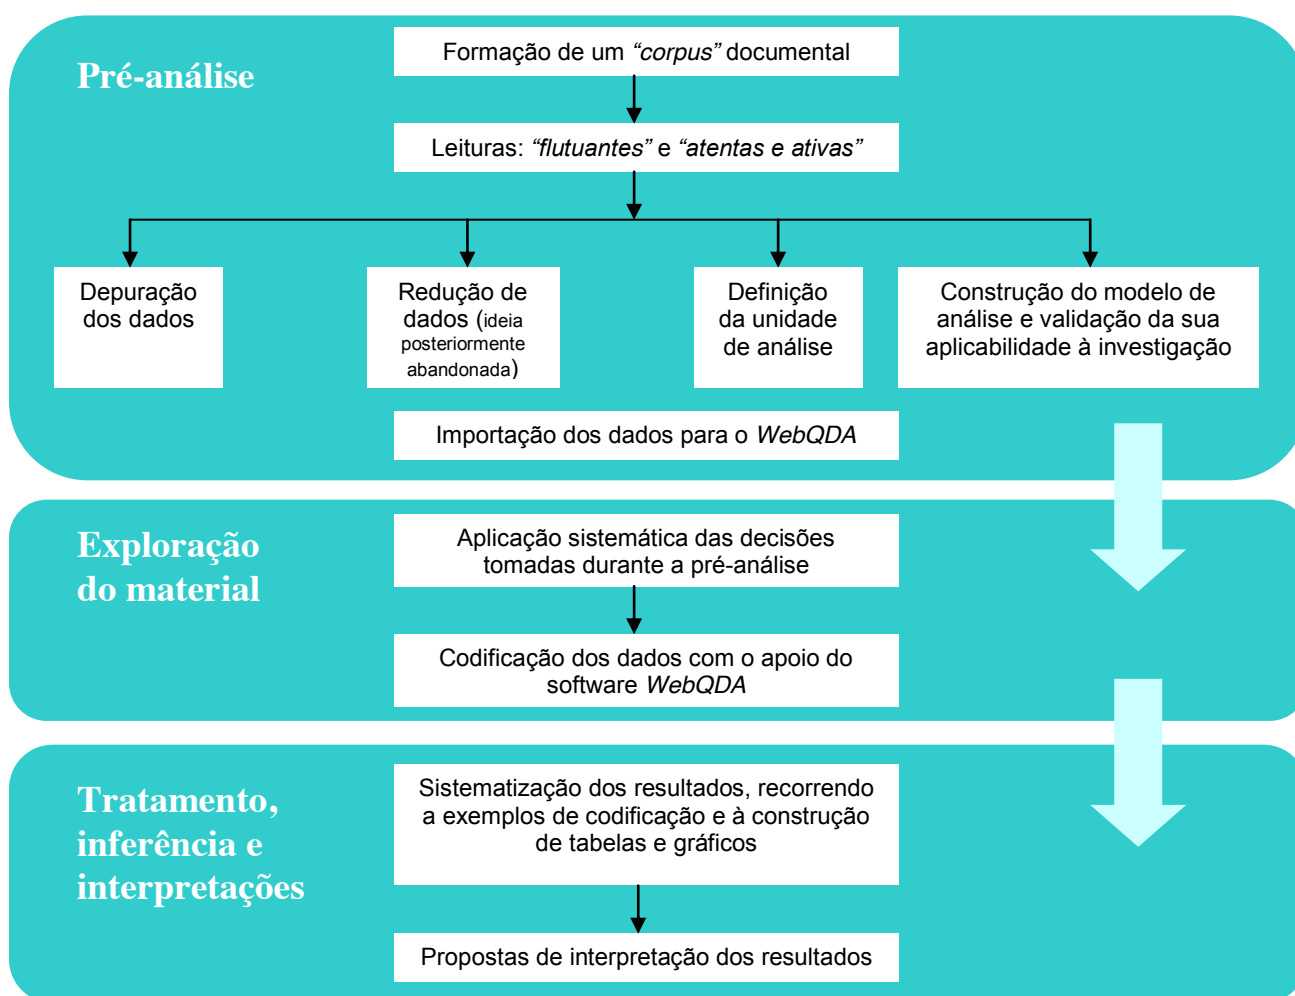 Pré-análise
Formação de um “corpus” documental
Leituras: “flutuantes” e “atentas e ativas”
Depuração
dos dados
Redução de
dados (ideia
posteriormente
abandonada)
Definição
da unidade
de análise
Construção do modelo de
análise e validação da sua
aplicabilidade à investigação
Importação dos dados para o WebQDA
Exploração
do material
Aplicação sistemática das decisões
tomadas durante a pré-análise
Codificação dos dados com o apoio do
software WebQDA
Tratamento,
inferência e
interpretações
Sistematização dos resultados, recorrendo
a exemplos de codificação e à construção
de tabelas e gráficos
Propostas de interpretação dos resultados